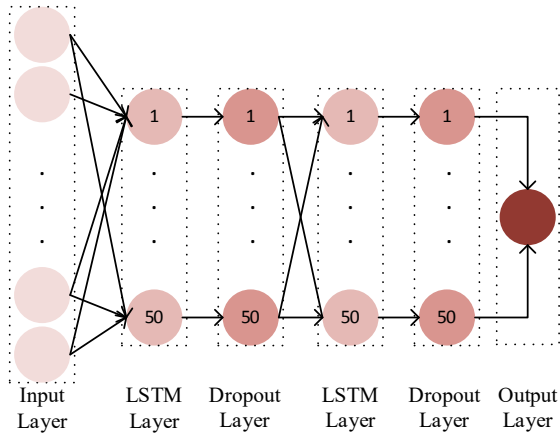 1 1 1 1
50 50 50 50
Input LSTM Dropout LSTM Dropout Output
Layer Layer Layer Layer Layer Layer